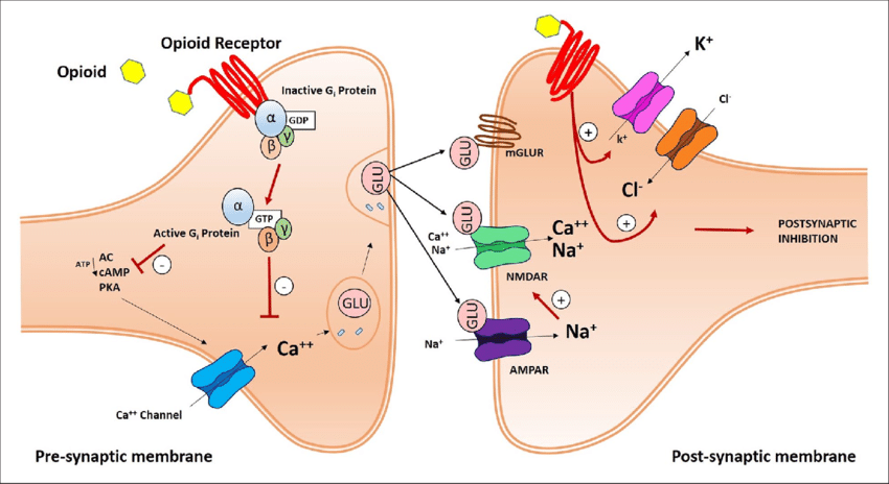 Opioid Receptor
Opioid
Inactive Gi Protein
α
GDP
β
γ
α
GTP
β
γ
Active Gi Protein
-
-
ATP
AC
cAMP
PKA
Ca++
Ca++ Channel
GLU
GLU
Pre-synaptic membrane
GLU
mGLUR
GLU
Ca++
Na+
Ca++
Na+
NMDAR
+
GLU
Na+
Na+
AMPAR
K+
k+
+
Cl-
Cl-
+
POSTSYNAPTIC
INHIBITION
Post-synaptic membrane